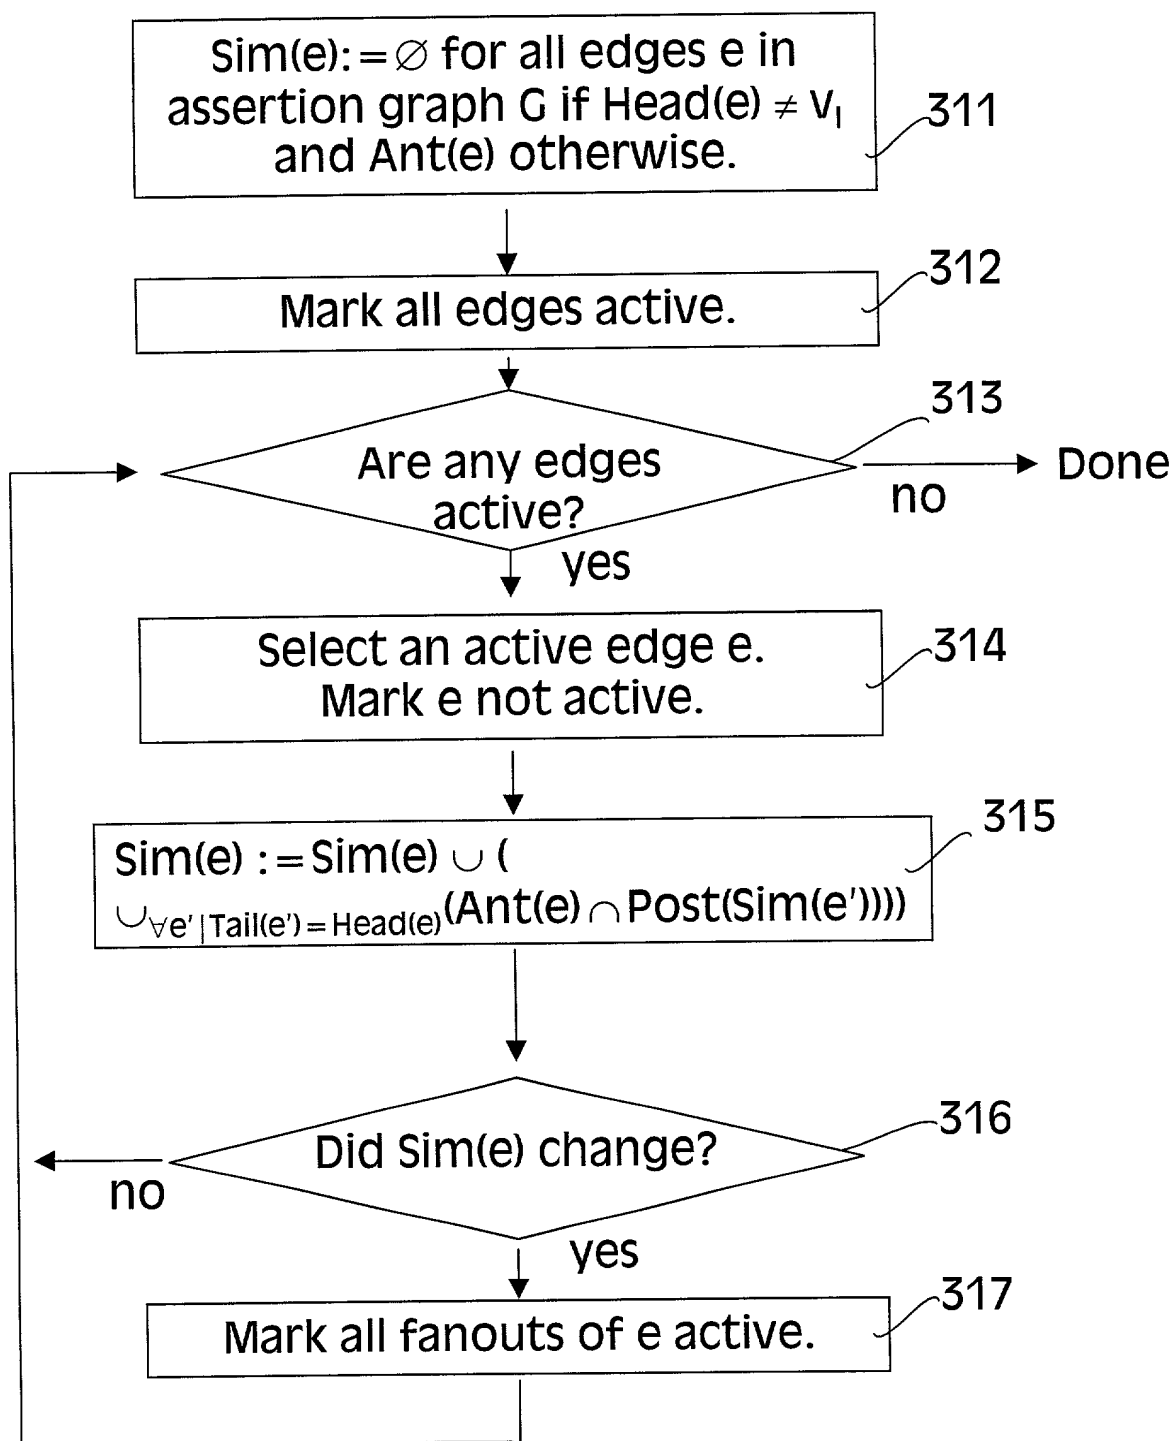 Sim(e):=∅ for all edges e in
assertion graph G if Head(e) ≠ V_I
and Ant(e) otherwise.
311
312
Mark all edges active.
313
Are any edges
active?
Done
no
yes
Select an active edge e.
Mark e not active.
314
315
Sim(e) := Sim(e) ∪ (
∪∀e'|Tail(e')=Head(e)(Ant(e)∩Post(Sim(e'))))
316
Did Sim(e) change?
no
yes
317
Mark all fanouts of e active.